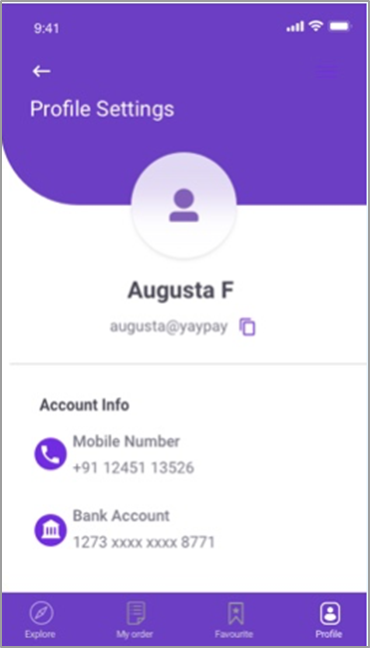 9:41
Profile Settings
Augusta F
augusta@yaypay
Account Info
Mobile Number
+91 12451 13526
Bank Account
1273 xxxx xxxx 8771
Explore
My order
Favourite
Profile